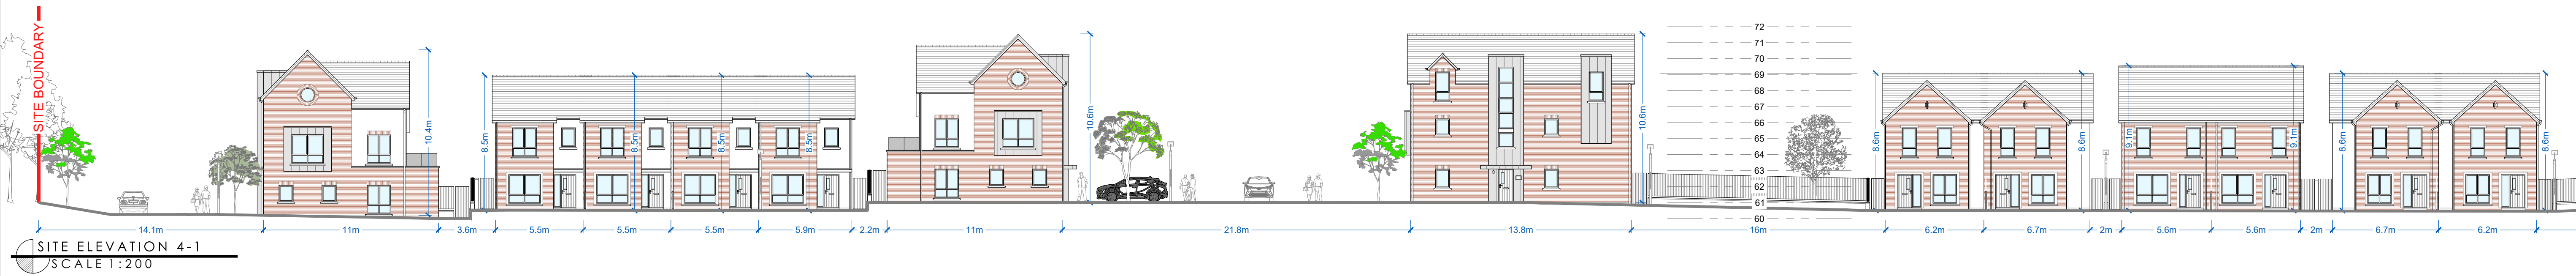 SITE BOUNDARY
10.4m
8.5m
8.5m
8.5m
8.5m
10.6m
10.6m
72
71
70
69
68
67
66
65
64
63
62
61
60
8.6m
8.6m
9.1m
9.1m
8.6m
8.6m
14.1m
11m
3.6m
5.5m
5.5m
5.5m
5.9m
2.2m
11m
21.8m
13.8m
16m
6.2m
6.7m
2m
5.6m
5.6m
2m
6.7m
6.2m
SITE ELEVATION 4-1
SCALE 1:200